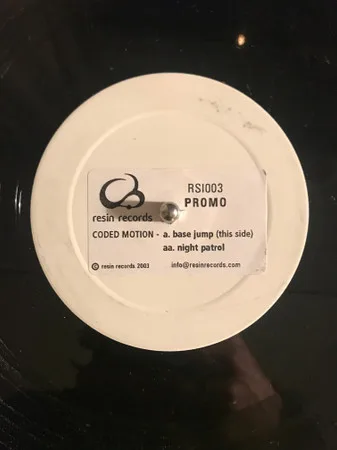 RSI003
PROMO
resin records
CODED MOTION - a. base jump (this side)
aa. night patrol
© resin records 2003 info@resinrecords.com